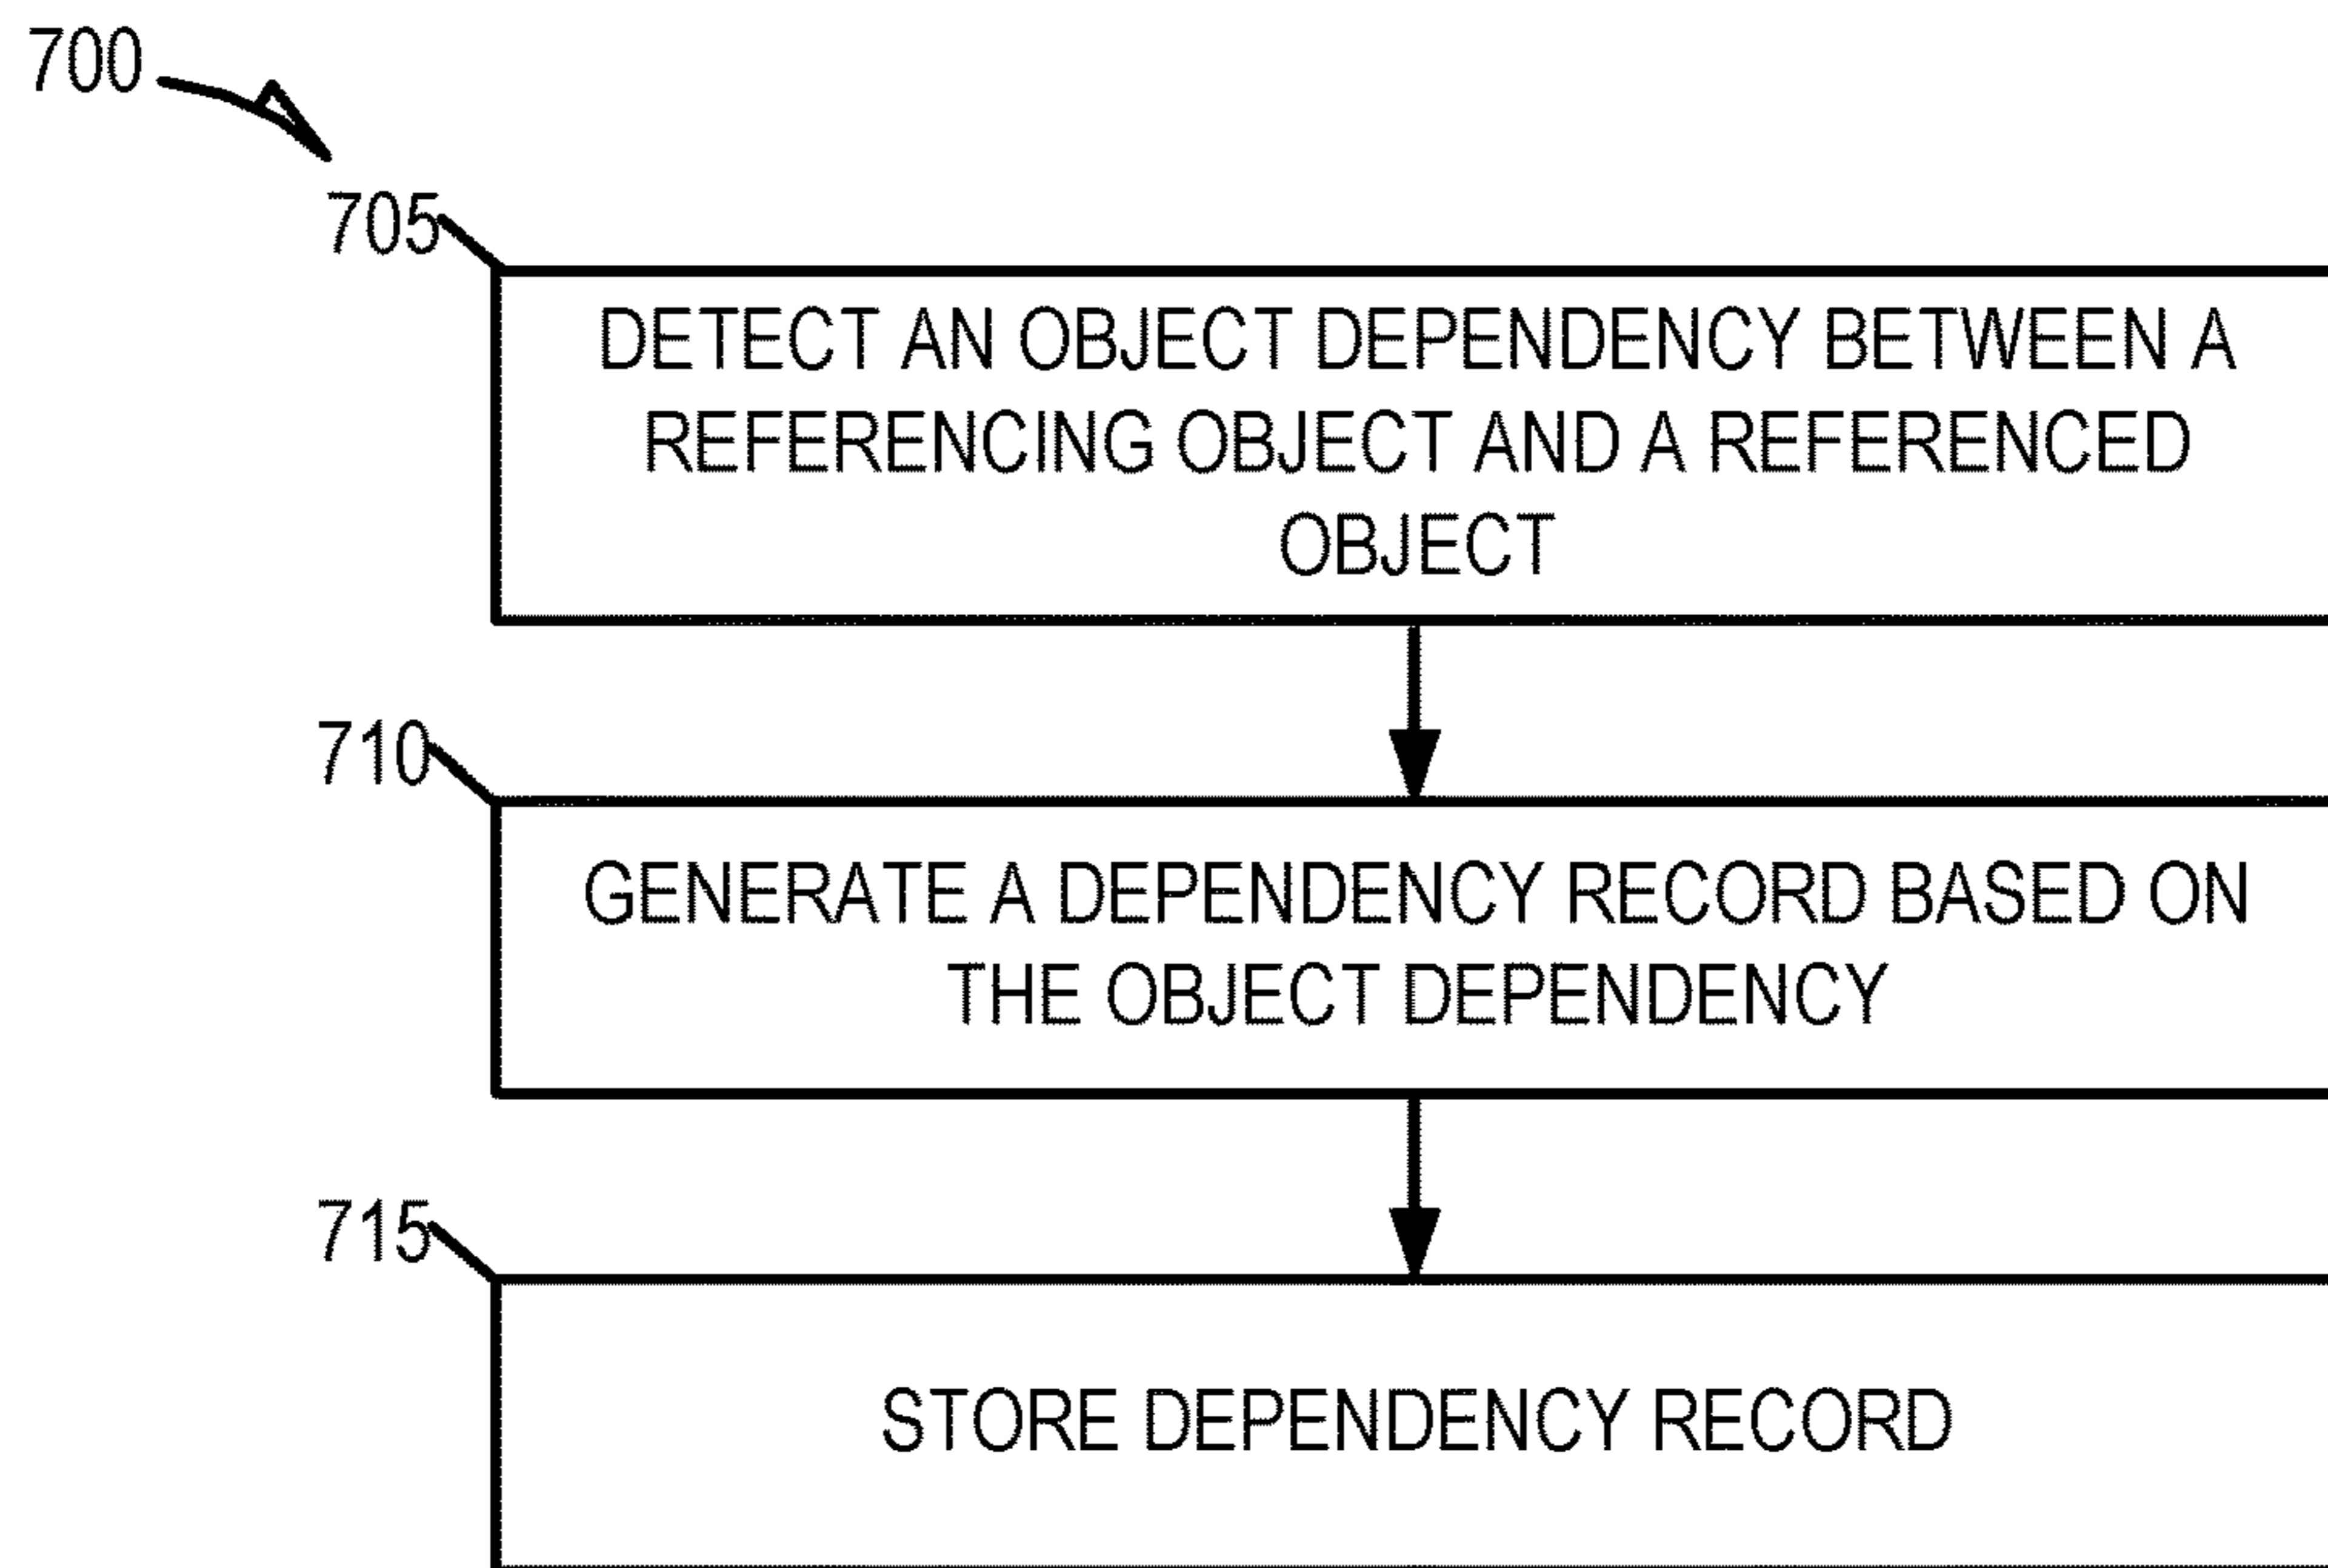 700
705
DETECT AN OBJECT DEPENDENCY BETWEEN A
REFERENCING OBJECT AND A REFERENCED
OBJECT
710
GENERATE A DEPENDENCY RECORD BASED ON
THE OBJECT DEPENDENCY
715
STORE DEPENDENCY RECORD